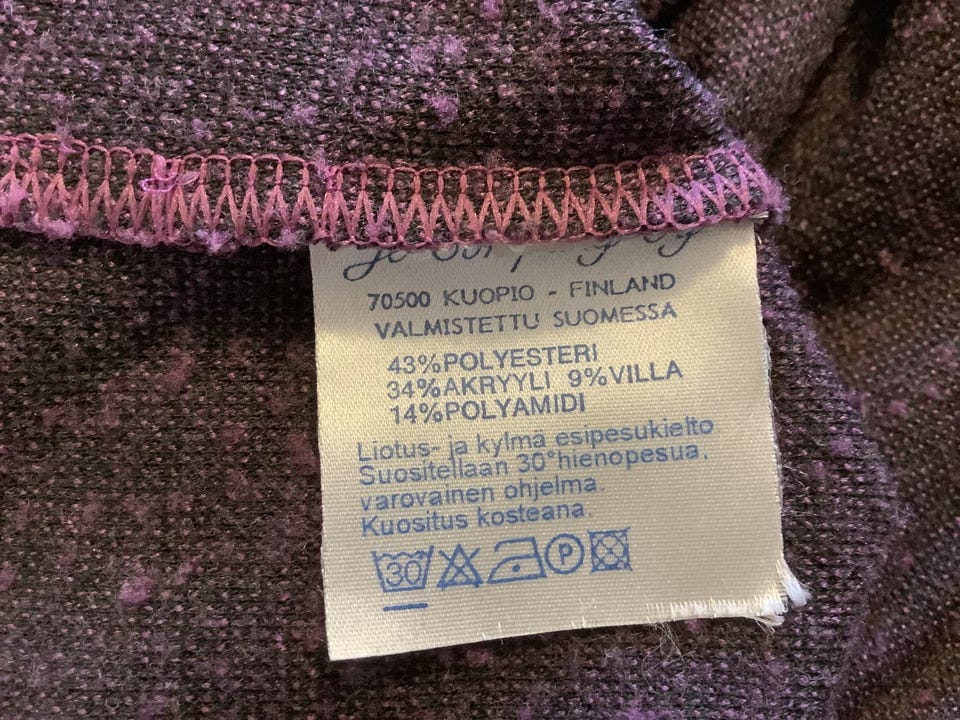 70500 KUOPIO - FINLAND
VALMISTETTU SUOMESSA
43%POLYESTERI
34%AKRYYLI 9%VILLA
14%POLYAMIDI
Liotus- ja kylmä esipesukielto
Suositellaan 30°hienopesua,
varovainen ohjelma.
Kuositus kosteana.
30 P